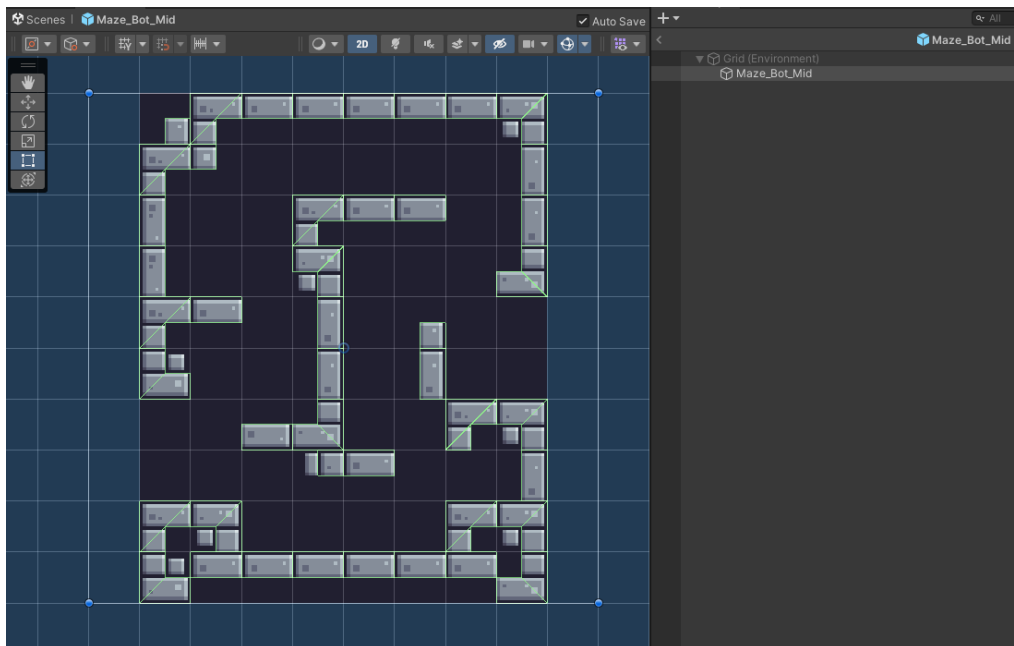 Scenes | Maze_Bot_Mid
Auto Save
All
2D
Maze_Bot_Mid
Grid (Environment)
Maze_Bot_Mid